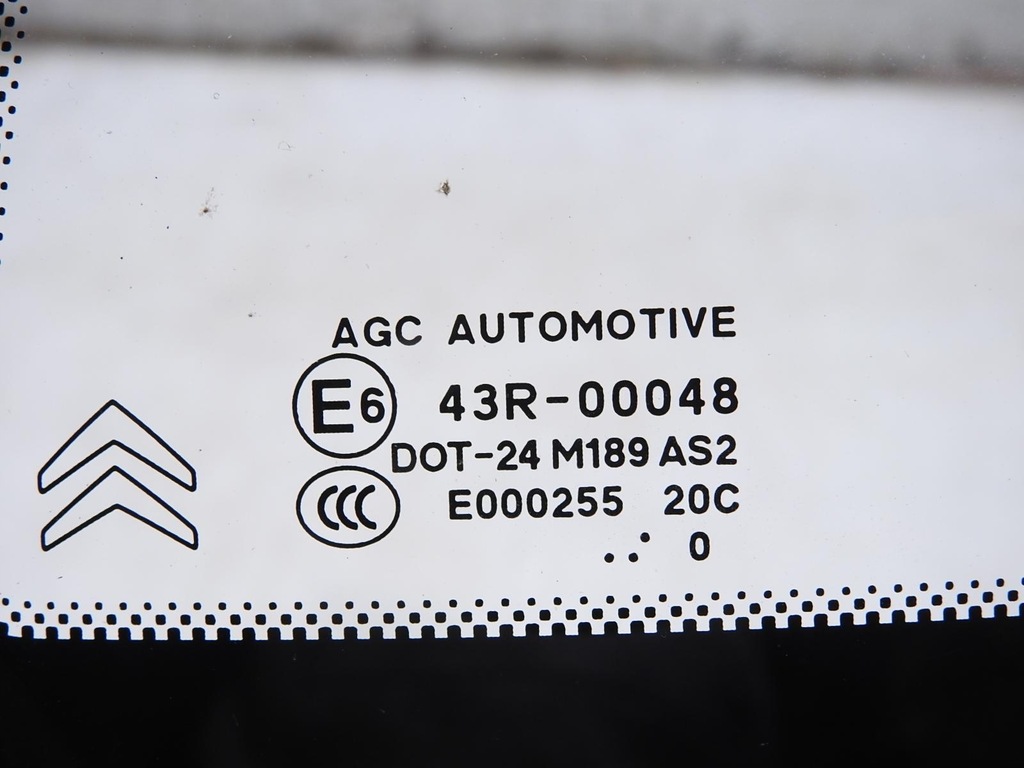 AGC AUTOMOTIVE
E6 43R-00048
DOT-24 M189 AS2
CCC E000255 20C
0